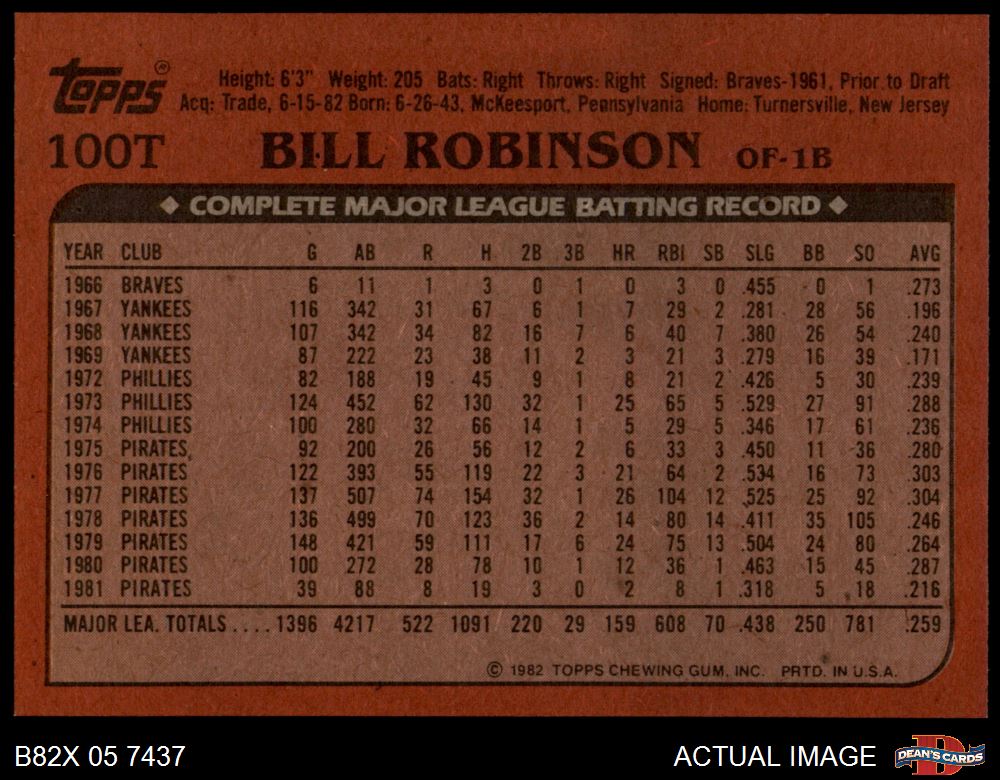 Topps® Height: 6'3" Weight: 205 Bats: Right Throws: Right Signed: Braves-1961, Prior to Draft
Acq: Trade, 6-15-82 Born: 6-26-43, McKeesport, Pennsylvania Home: Turnersville, New Jersey
100T BILL ROBINSON OF-1B
◆ COMPLETE MAJOR LEAGUE BATTING RECORD ◆
YEAR CLUB G AB R H 2B 3B HR RBI SB SLG BB SO AVG
1966 BRAVES 6 11 1 3 0 1 0 3 0 .455 0 1 .273
1967 YANKEES 116 342 31 67 6 1 7 29 2 .281 28 56 .196
1968 YANKEES 107 342 34 82 16 7 6 40 7 .380 26 54 .240
1969 YANKEES 87 222 23 38 11 2 3 21 3 .279 16 39 .171
1972 PHILLIES 82 188 19 45 9 1 8 21 2 .426 5 30 .239
1973 PHILLIES 124 452 62 130 32 1 25 65 5 .529 27 91 .288
1974 PHILLIES 100 280 32 66 14 1 5 29 5 .346 17 61 .236
1975 PIRATES 92 200 26 56 12 2 6 33 3 .450 11 36 .280
1976 PIRATES 122 393 55 119 22 3 21 64 2 .534 16 73 .303
1977 PIRATES 137 507 74 154 32 1 26 104 12 .525 25 92 .304
1978 PIRATES 136 499 70 123 36 2 14 80 14 .411 35 105 .246
1979 PIRATES 148 421 59 111 17 6 24 75 13 .504 24 80 .264
1980 PIRATES 100 272 28 78 10 1 12 36 1 .463 15 45 .287
1981 PIRATES 39 88 8 19 3 0 2 8 1 .318 5 18 .216
MAJOR LEA. TOTALS .... 1396 4217 522 1091 220 29 159 608 70 .438 250 781 .259
© 1982 TOPPS CHEWING GUM, INC. PRTD. IN U.S.A.
B82X 05 7437 ACTUAL IMAGE DEAN'S CARDS